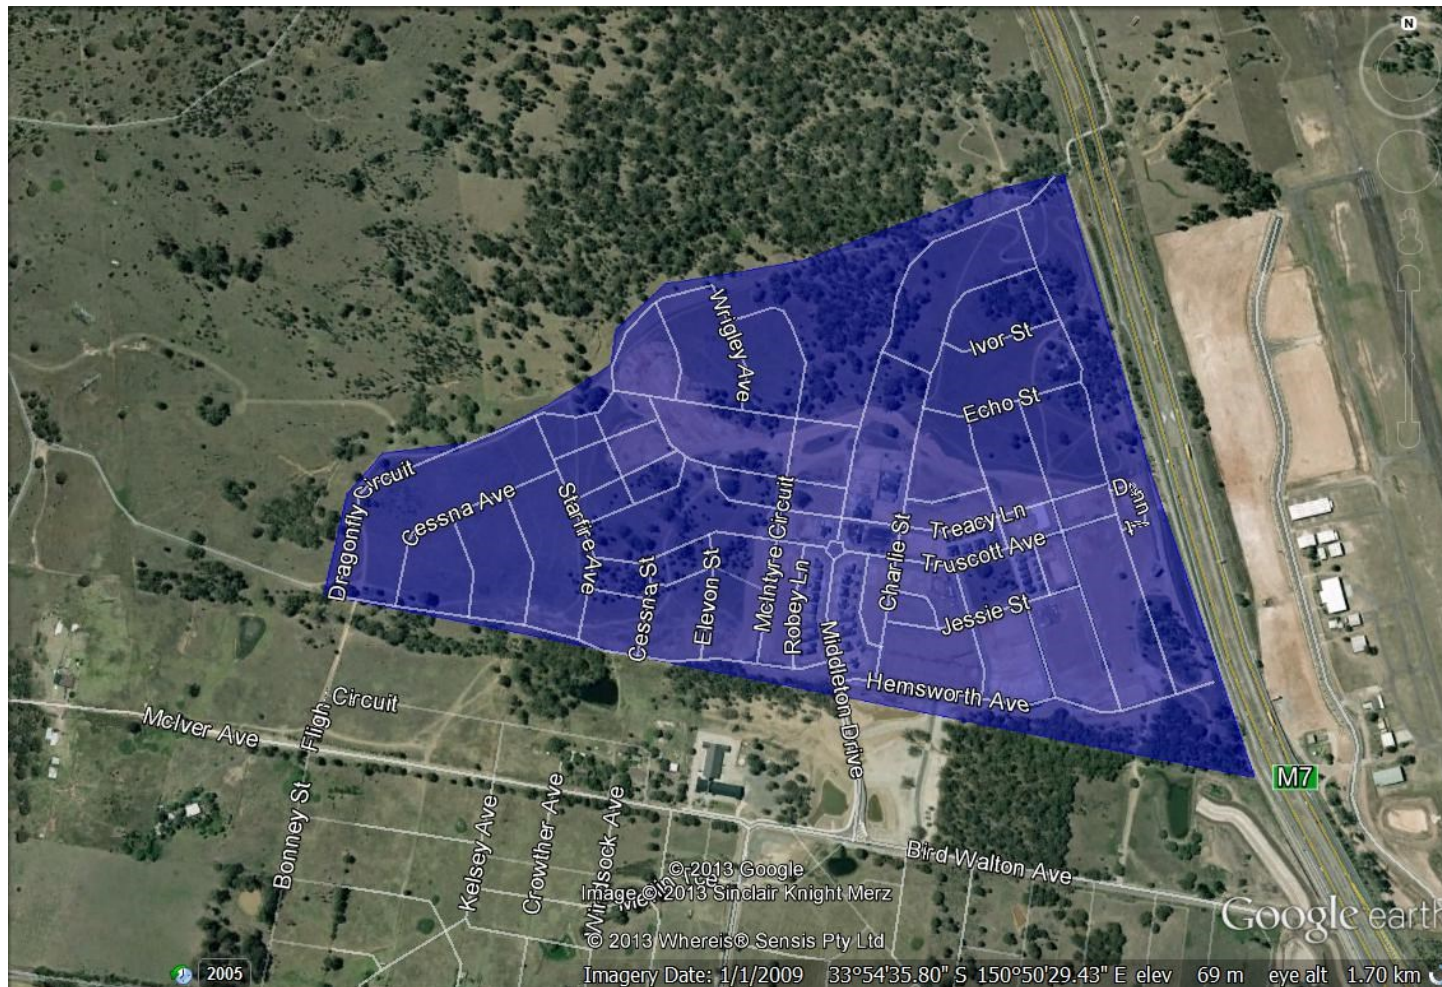 N
Wrigley Ave
Ivor St
Echo St
Dragonfly Circuit
Cessna Ave
Starfire Ave
McIntyre Circuit
Charlie St
Treacy Ln
Truscott Ave
Cessna St
Elevon St
Robey Ln
Jessie St
Middleton Drive
Hemsworth Ave
Circuit
McIver Ave
M7
Bonney St
Kelsey Ave
Crowther Ave
Bird Walton Ave
© 2013 Google
Image © 2013 Sinclair Knight Merz
© 2013 Whereis® Sensis Pty Ltd
Google earth
2005
Imagery Date: 1/1/2009 33°54'35.80" S 150°50'29.43" E elev 69 m eye alt 1.70 km